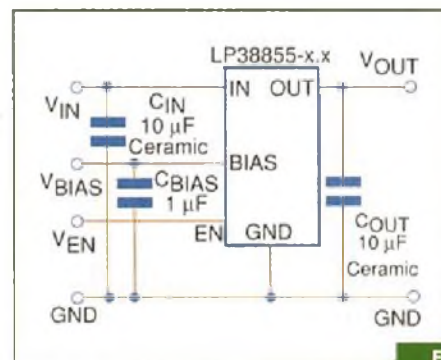 LP38855-x.x
VOUT
IN OUT
VIN
CIN
10 µF
Ceramic
BIAS
VBIAS
CBIAS
1 µF
VEN
EN
GND
COUT
10 µF
Ceramic
GND
GND